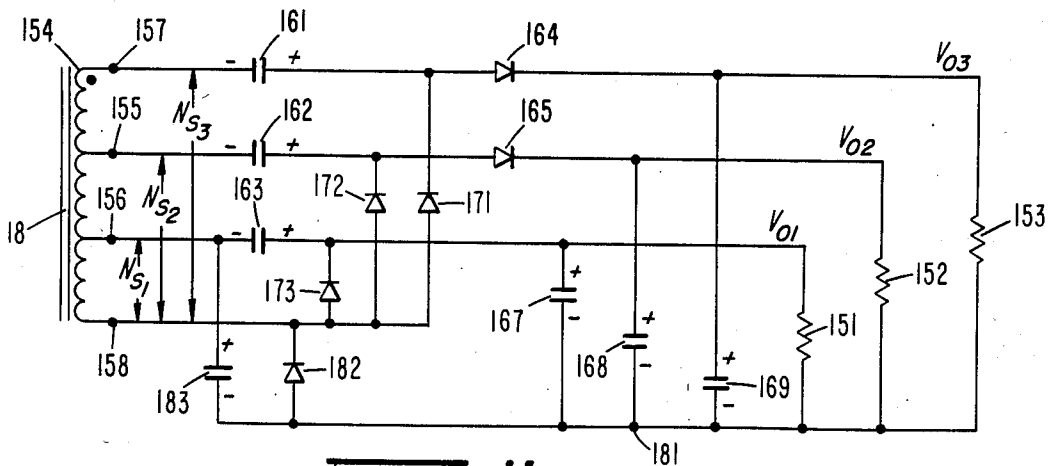 154 157 161 164 V03
- +
155 NS3 162 165 V02
- +
18 156 NS2 163 172 171 V01 153
- +
NS1 173 152
158 167 + - 168 + - 151
183 + - 182 169 + -
181